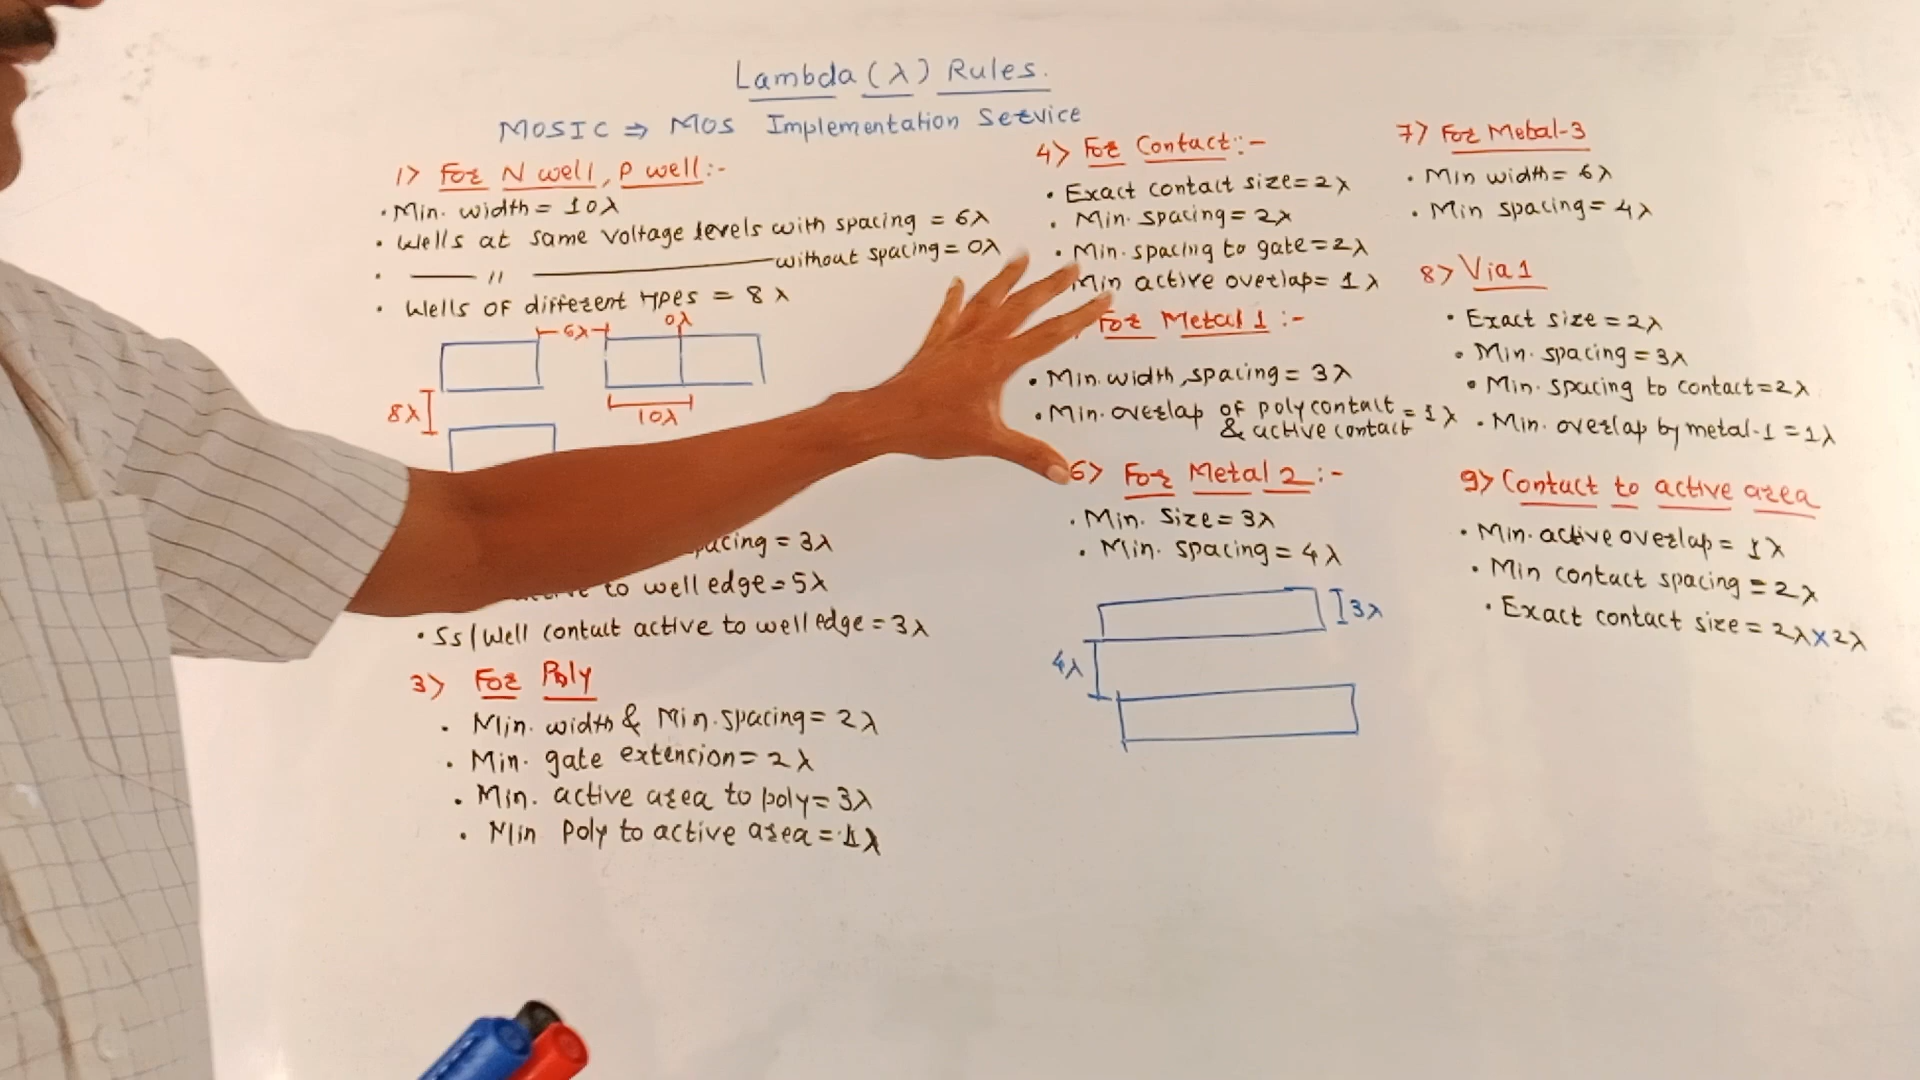 Lambda (λ) Rules.
MOSIC ⇒ MOS Implementation Service
1) For N well, P well:-
• Min. width = 10λ
• Wells at same voltage levels with spacing = 6λ
• —— 〃 —————— without spacing = 0λ
• Wells of different types = 8λ
6λ
0λ
8λ
10λ
spacing = 3λ
to well edge = 5λ
• Ss/Well contact active to well edge = 3λ
3) For Poly
• Min. width & Min. spacing = 2λ
• Min. gate extension = 2λ
• Min. active area to poly = 3λ
• Min Poly to active area = 1λ
4) For Contact:-
• Exact contact size = 2λ
• Min. spacing = 2λ
• Min. spacing to gate = 2λ
Min active overlap = 1λ
For Metal 1 :-
• Min. width, spacing = 3λ
• Min. overlap of poly contact & active contact = 1λ
6) For Metal 2 :-
• Min. Size = 3λ
• Min. spacing = 4λ
3λ
4λ
7) For Metal-3
• Min width = 6λ
• Min spacing = 4λ
8) Via 1
• Exact size = 2λ
• Min. spacing = 3λ
• Min. spacing to contact = 2λ
• Min. overlap by metal-1 = 1λ
9) Contact to active area
• Min. active overlap = 1λ
• Min contact spacing = 2λ
• Exact contact size = 2λ×2λ